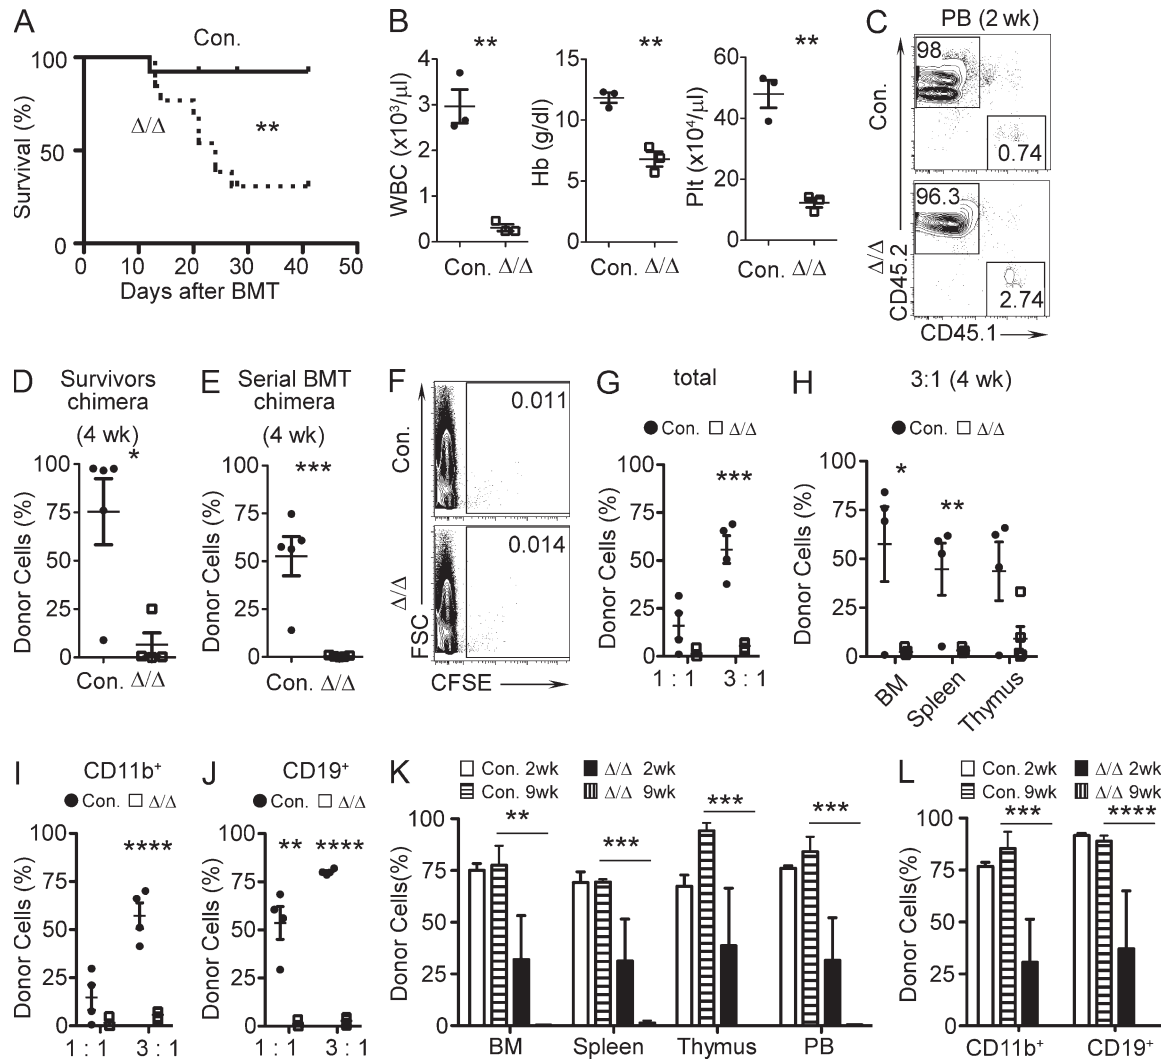 A
Con.
Survival (%)
100
50
0
Δ/Δ
**
0 10 20 30 40 50
Days after BMT
B
WBC (x10³/μl)
4
3
2
1
0
**
Con. Δ/Δ
Hb (g/dl)
15
10
5
0
**
Con. Δ/Δ
Plt (x10⁴/μl)
60
40
20
0
**
Con. Δ/Δ
C
PB (2 wk)
Con.
98
0.74
Δ/Δ
96.3
2.74
CD45.2
CD45.1
D
Survivors
chimera
(4 wk)
*
Donor Cells (%)
100
75
50
25
0
Con. Δ/Δ
E
Serial BMT
chimera
(4 wk)
***
Donor Cells (%)
100
75
50
25
0
Con. Δ/Δ
F
Con.
0.011
Δ/Δ
0.014
FSC
CFSE
G
total
Con. Δ/Δ
***
Donor Cells (%)
100
75
50
25
0
1 : 1 3 : 1
H
3:1 (4 wk)
Con. Δ/Δ
*
**
Donor Cells (%)
100
75
50
25
0
BM
Spleen
Thymus
I
CD11b⁺
Con. Δ/Δ
****
Donor Cells (%)
100
75
50
25
0
1 : 1 3 : 1
J
CD19⁺
Con. Δ/Δ
** ****
Donor Cells (%)
100
75
50
25
0
1 : 1 3 : 1
K
Con. 2wk Δ/Δ 2wk
Con. 9wk Δ/Δ 9wk
** *** *** ***
Donor Cells(%)
100
75
50
25
0
BM Spleen Thymus PB
L
Con. 2wk Δ/Δ 2wk
Con. 9wk Δ/Δ 9wk
*** ****
Donor Cells(%)
100
75
50
25
0
CD11b⁺ CD19⁺